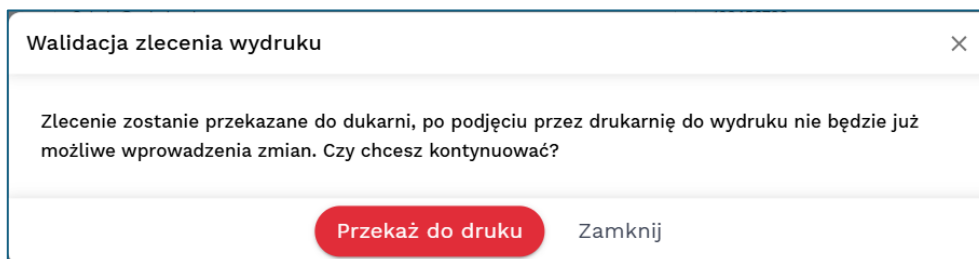 Walidacja zlecenia wydruku
Zlecenie zostanie przekazane do dukarni, po podjęciu przez drukarnię do wydruku nie będzie już
możliwe wprowadzenia zmian. Czy chcesz kontynuować?
Przekaż do druku
Zamknij